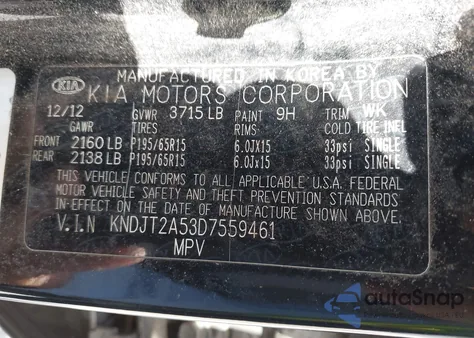 MANUFACTURED IN KOREA BY
KIA KIA MOTORS CORPORATION
12/12 GVWR 3715 LB PAINT 9H TRIM WK
GAWR TIRES RIMS COLD TIRE INFL
FRONT 2160 LB P195/65R15 6.0JX15 33psi SINGLE
REAR 2138 LB P195/65R15 6.0Jx15 33psi SINGLE
THIS VEHICLE CONFORMS TO ALL APPLICABLE U.S.A. FEDERAL
MOTOR VEHICLE SAFETY AND THEFT PREVENTION STANDARDS
IN EFFECT ON THE DATE OF MANUFACTURE SHOWN ABOVE.
V.I.N KNDJT2A53D7559461
MPV
autoSnap